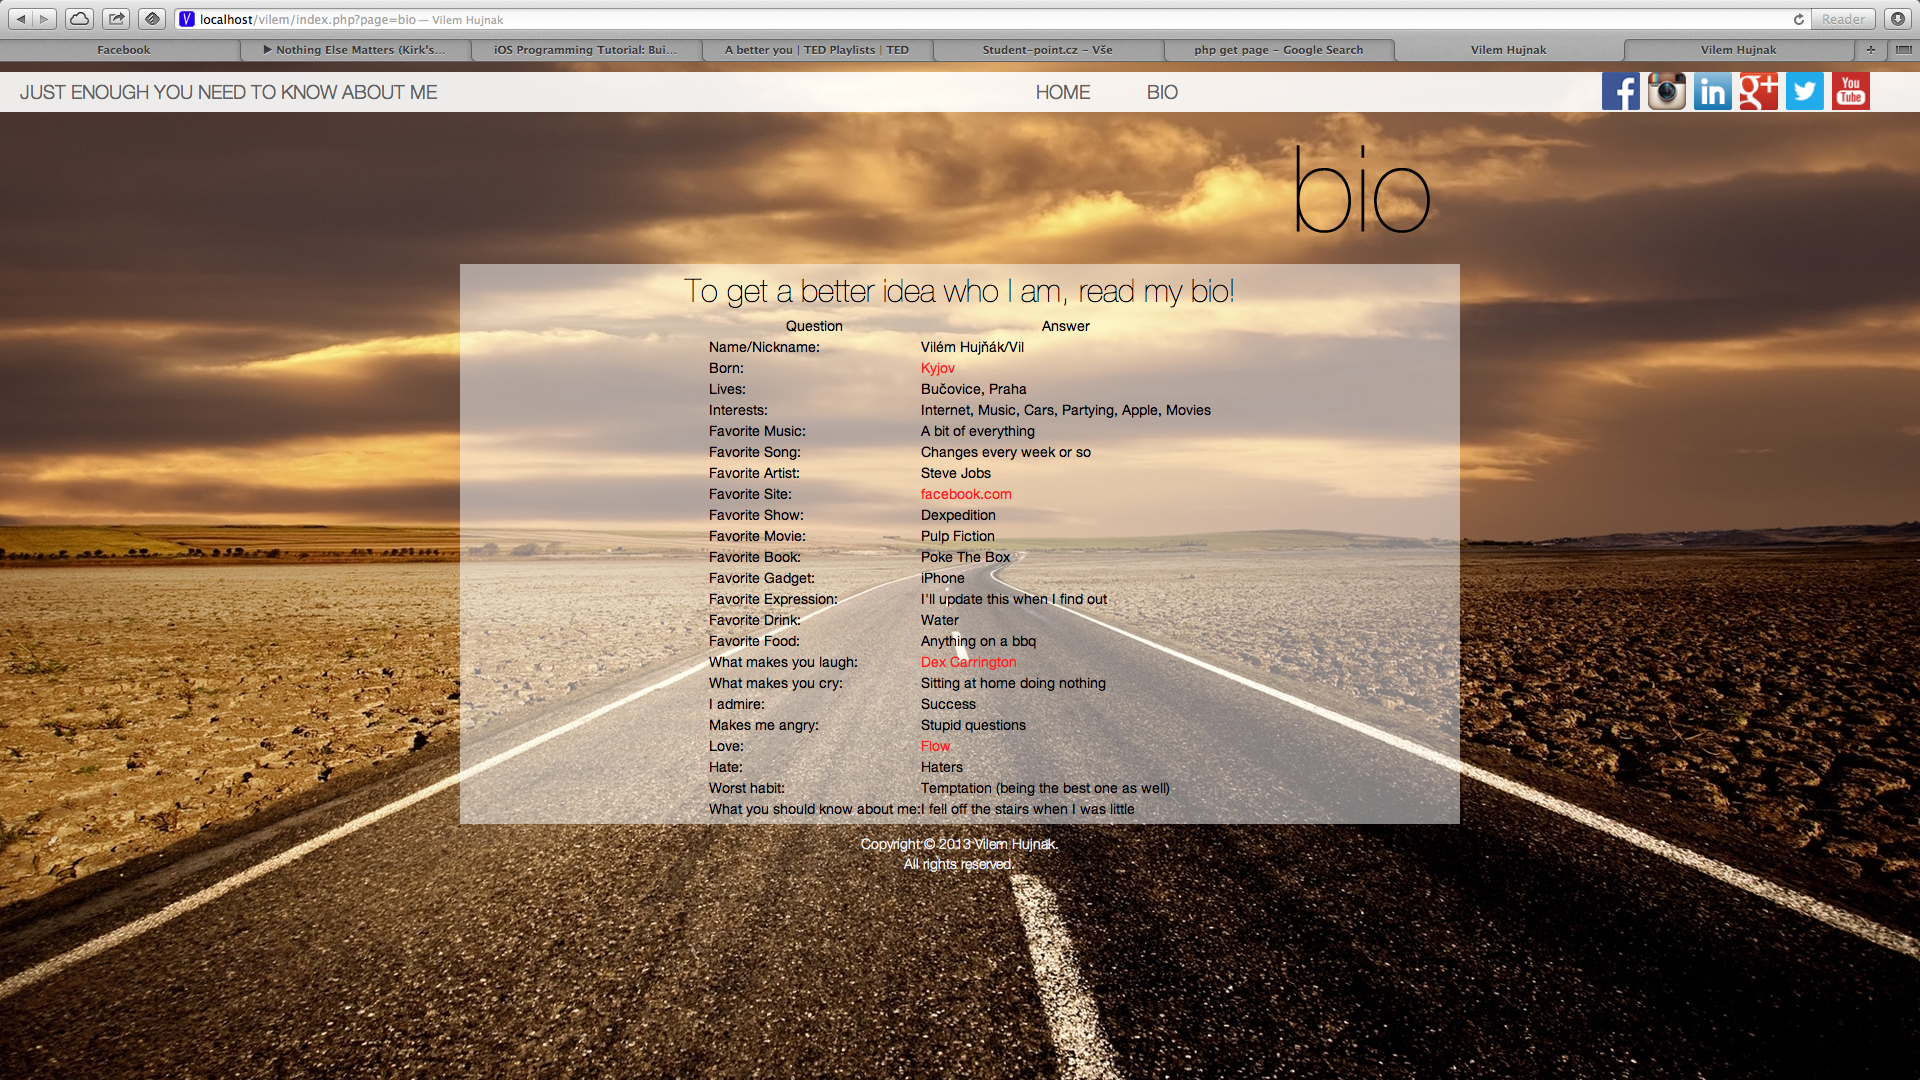 localhost/vilem/index.php?page=bio — Vilem Hujnak
Reader
Facebook
▶ Nothing Else Matters (Kirk's...
iOS Programming Tutorial: Bui...
A better you | TED Playlists | TED
Student-point.cz – Vše
php get page – Google Search
Vilem Hujnak
Vilem Hujnak
JUST ENOUGH YOU NEED TO KNOW ABOUT ME
HOME
BIO
f
in
g+
You
Tube
bio
To get a better idea who I am, read my bio!
Question Answer
Name/Nickname: Vilém Hujňák/Vil
Born: Kyjov
Lives: Bučovice, Praha
Interests: Internet, Music, Cars, Partying, Apple, Movies
Favorite Music: A bit of everything
Favorite Song: Changes every week or so
Favorite Artist: Steve Jobs
Favorite Site: facebook.com
Favorite Show: Dexpedition
Favorite Movie: Pulp Fiction
Favorite Book: Poke The Box
Favorite Gadget: iPhone
Favorite Expression: I'll update this when I find out
Favorite Drink: Water
Favorite Food: Anything on a bbq
What makes you laugh: Dex Carrington
What makes you cry: Sitting at home doing nothing
I admire: Success
Makes me angry: Stupid questions
Love: Flow
Hate: Haters
Worst habit: Temptation (being the best one as well)
What you should know about me: I fell off the stairs when I was little
Copyright © 2013 Vilem Hujnak.
All rights reserved.